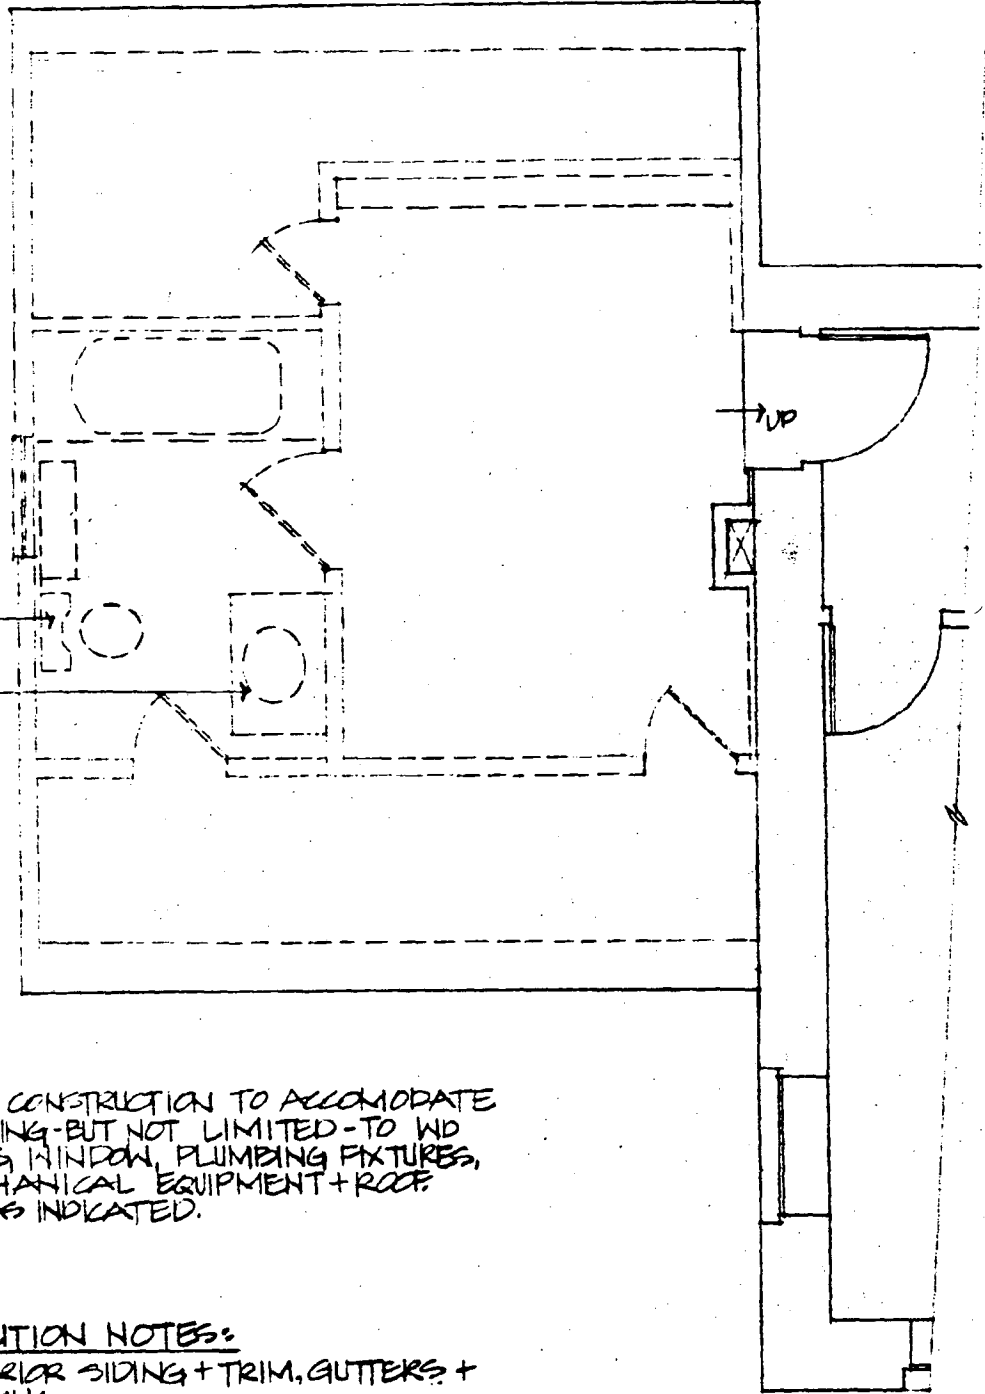 UP
CONSTRUCTION TO ACCOMODATE
ING-BUT NOT LIMITED-TO WD
G WINDOW, PLUMBING FIXTURES,
HANICAL EQUIPMENT + ROOF.
S INDICATED.
UTION NOTES:
RIOR SIDING + TRIM, GUTTERS +